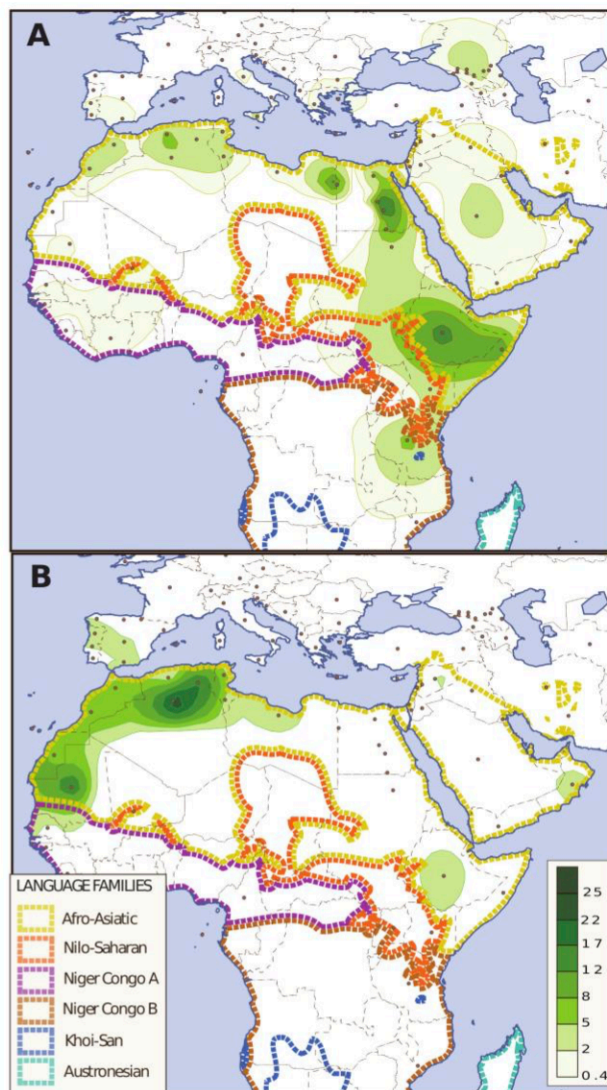 A
B
LANGUAGE FAMILIES
Afro-Asiatic
Nilo-Saharan
Niger Congo A
Niger Congo B
Khoi-San
Austronesian
25
22
17
12
8
5
2
0.4